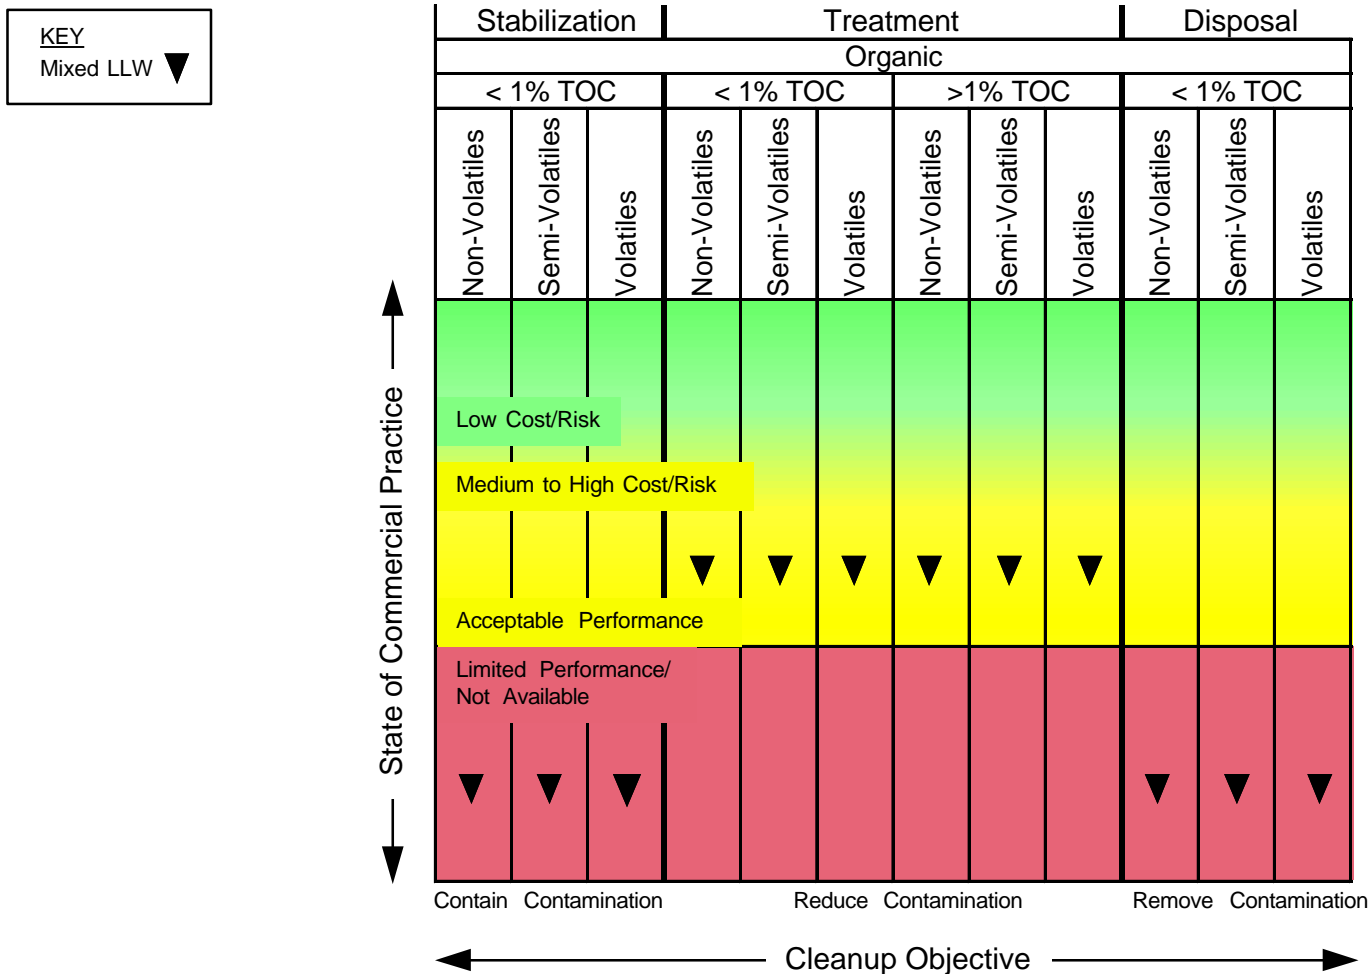 KEY
Mixed LLW
Stabilization Treatment Disposal
Organic
< 1% TOC < 1% TOC >1% TOC < 1% TOC
Non-Volatiles Semi-Volatiles Volatiles Non-Volatiles Semi-Volatiles Volatiles Non-Volatiles Semi-Volatiles Volatiles Non-Volatiles Semi-Volatiles Volatiles
State of Commercial Practice
Low Cost/Risk
Medium to High Cost/Risk
Acceptable Performance
Limited Performance/
Not Available
Contain Contamination Reduce Contamination Remove Contamination
Cleanup Objective